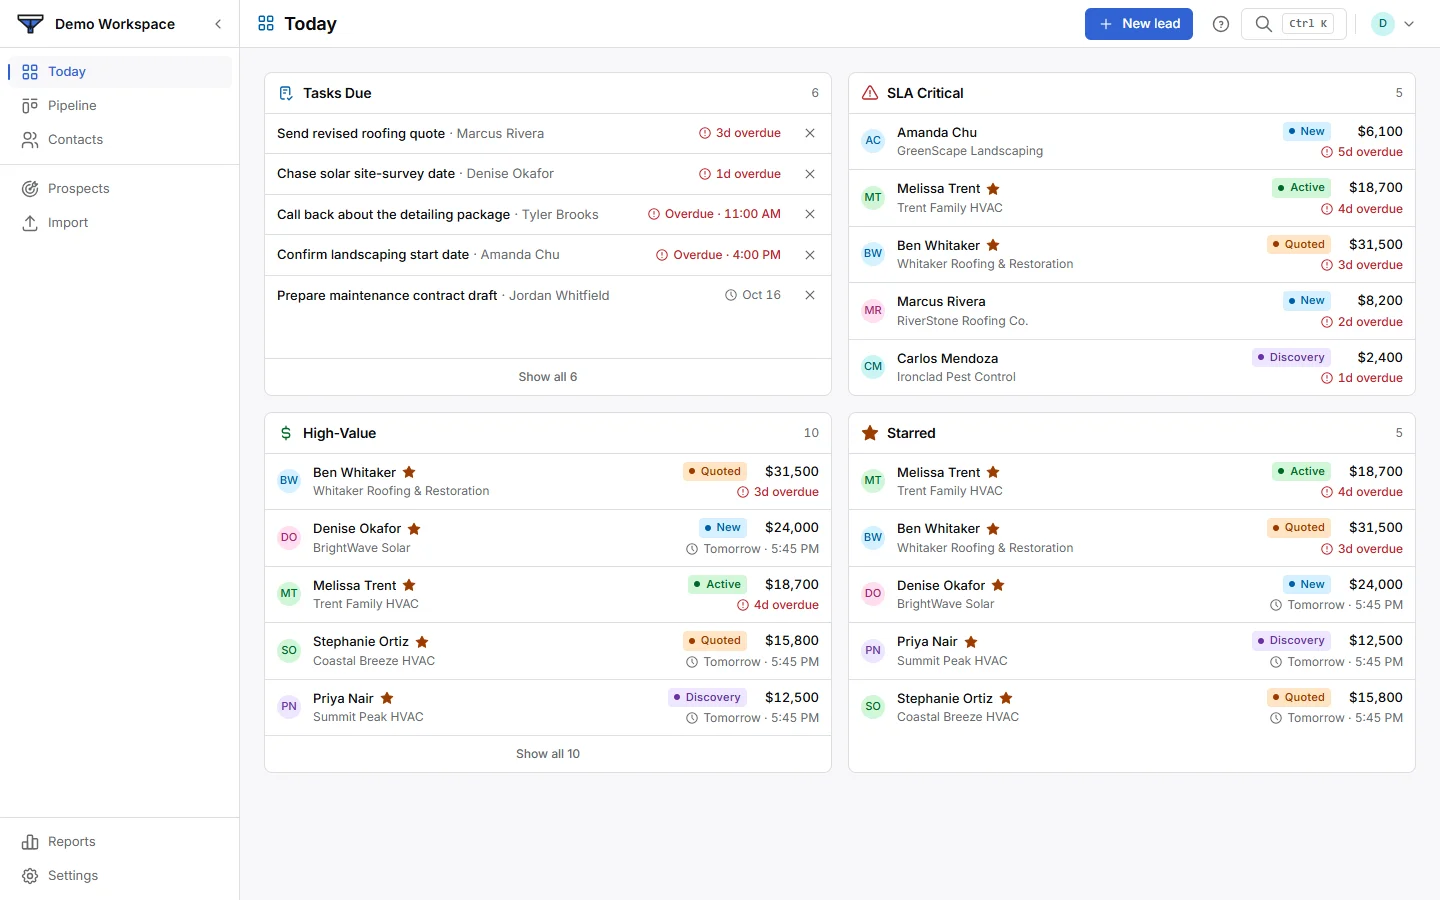 Demo Workspace
Today
New lead
Ctrl K
D
Today
Pipeline
Contacts
Prospects
Import
Reports
Settings
Tasks Due 6
Send revised roofing quote · Marcus Rivera 3d overdue
Chase solar site-survey date · Denise Okafor 1d overdue
Call back about the detailing package · Tyler Brooks Overdue · 11:00 AM
Confirm landscaping start date · Amanda Chu Overdue · 4:00 PM
Prepare maintenance contract draft · Jordan Whitfield Oct 16
Show all 6
SLA Critical 5
AC Amanda Chu New $6,100
GreenScape Landscaping 5d overdue
MT Melissa Trent Active $18,700
Trent Family HVAC 4d overdue
BW Ben Whitaker Quoted $31,500
Whitaker Roofing & Restoration 3d overdue
MR Marcus Rivera New $8,200
RiverStone Roofing Co. 2d overdue
CM Carlos Mendoza Discovery $2,400
Ironclad Pest Control 1d overdue
High-Value 10
BW Ben Whitaker Quoted $31,500
Whitaker Roofing & Restoration 3d overdue
DO Denise Okafor New $24,000
BrightWave Solar Tomorrow · 5:45 PM
MT Melissa Trent Active $18,700
Trent Family HVAC 4d overdue
SO Stephanie Ortiz Quoted $15,800
Coastal Breeze HVAC Tomorrow · 5:45 PM
PN Priya Nair Discovery $12,500
Summit Peak HVAC Tomorrow · 5:45 PM
Show all 10
Starred 5
MT Melissa Trent Active $18,700
Trent Family HVAC 4d overdue
BW Ben Whitaker Quoted $31,500
Whitaker Roofing & Restoration 3d overdue
DO Denise Okafor New $24,000
BrightWave Solar Tomorrow · 5:45 PM
PN Priya Nair Discovery $12,500
Summit Peak HVAC Tomorrow · 5:45 PM
SO Stephanie Ortiz Quoted $15,800
Coastal Breeze HVAC Tomorrow · 5:45 PM